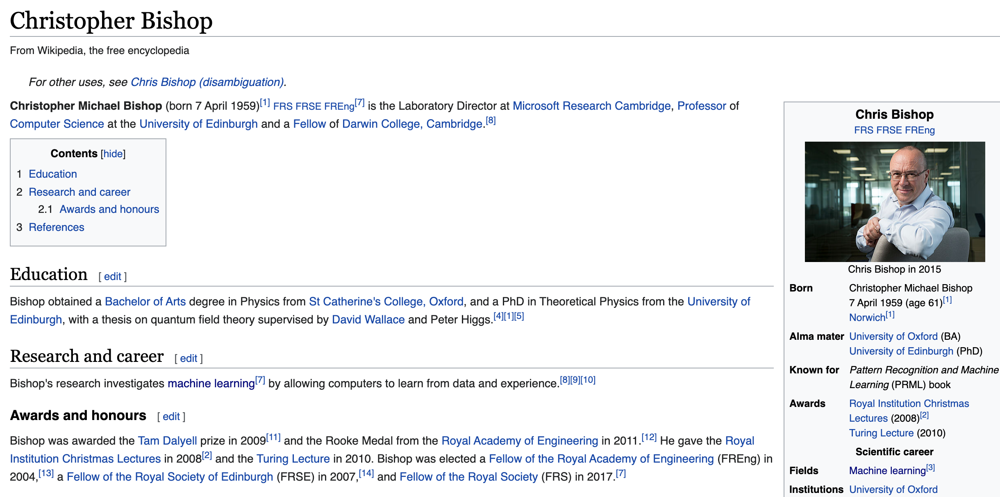 Christopher Bishop
From Wikipedia, the free encyclopedia
For other uses, see Chris Bishop (disambiguation).
Christopher Michael Bishop (born 7 April 1959)[1] FRS FRSE FREng[7] is the Laboratory Director at Microsoft Research Cambridge, Professor of
Computer Science at the University of Edinburgh and a Fellow of Darwin College, Cambridge.[8]
Contents [hide]
1 Education
2 Research and career
2.1 Awards and honours
3 References
Education [ edit ]
Bishop obtained a Bachelor of Arts degree in Physics from St Catherine's College, Oxford, and a PhD in Theoretical Physics from the University of
Edinburgh, with a thesis on quantum field theory supervised by David Wallace and Peter Higgs.[4][1][5]
Research and career [ edit ]
Bishop's research investigates machine learning[7] by allowing computers to learn from data and experience.[8][9][10]
Awards and honours [ edit ]
Bishop was awarded the Tam Dalyell prize in 2009[11] and the Rooke Medal from the Royal Academy of Engineering in 2011.[12] He gave the Royal
Institution Christmas Lectures in 2008[2] and the Turing Lecture in 2010. Bishop was elected a Fellow of the Royal Academy of Engineering (FREng) in
2004,[13] a Fellow of the Royal Society of Edinburgh (FRSE) in 2007,[14] and Fellow of the Royal Society (FRS) in 2017.[7]
Chris Bishop
FRS FRSE FREng
Chris Bishop in 2015
Born Christopher Michael Bishop
7 April 1959 (age 61)[1]
Norwich[1]
Alma mater University of Oxford (BA)
University of Edinburgh (PhD)
Known for Pattern Recognition and Machine
Learning (PRML) book
Awards Royal Institution Christmas
Lectures (2008)[2]
Turing Lecture (2010)
Scientific career
Fields Machine learning[3]
Institutions University of Oxford